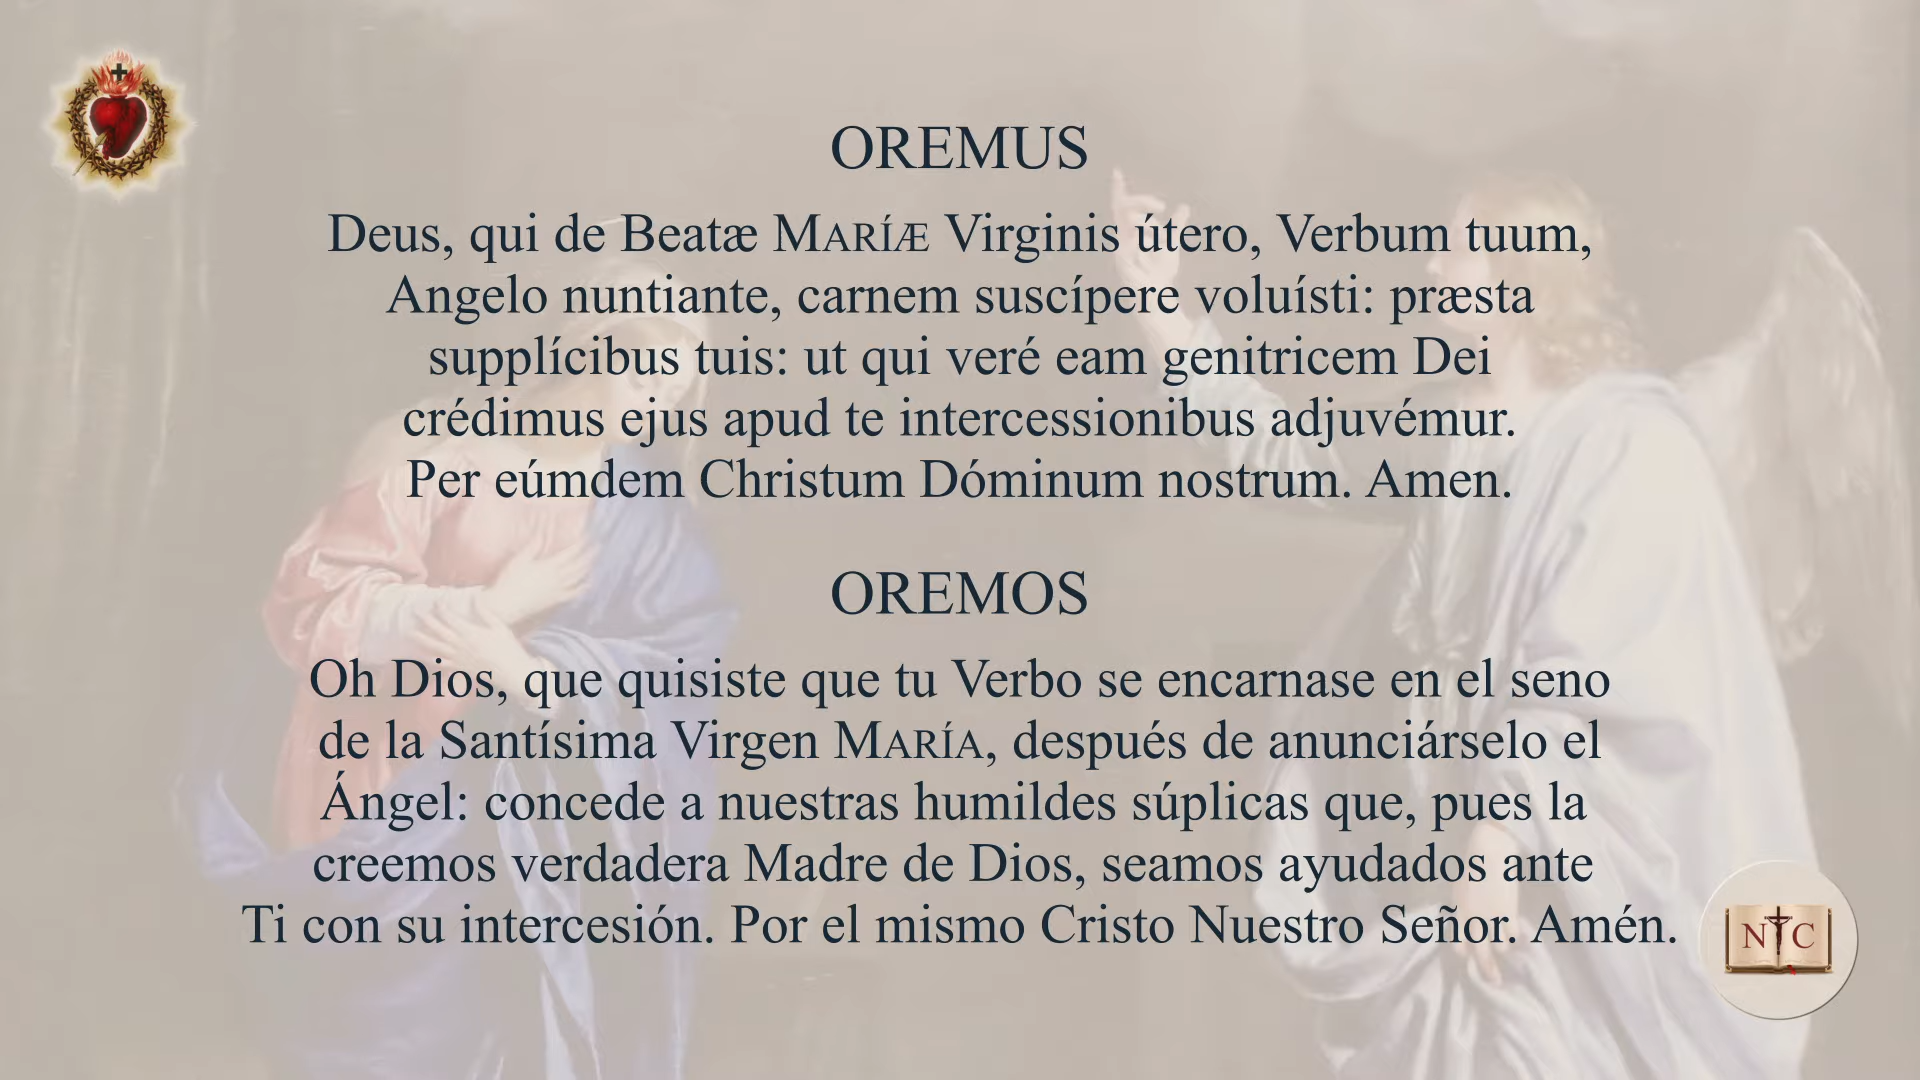 OREMUS
Deus, qui de Beatæ MARÍÆ Virginis útero, Verbum tuum,
Angelo nuntiante, carnem suscípere voluísti: præsta
supplícibus tuis: ut qui veré eam genitricem Dei
crédimus ejus apud te intercessionibus adjuvémur.
Per eúmdem Christum Dóminum nostrum. Amen.
OREMOS
Oh Dios, que quisiste que tu Verbo se encarnase en el seno
de la Santísima Virgen MARÍA, después de anunciárselo el
Ángel: concede a nuestras humildes súplicas que, pues la
creemos verdadera Madre de Dios, seamos ayudados ante
Ti con su intercesión. Por el mismo Cristo Nuestro Señor. Amén.
N C